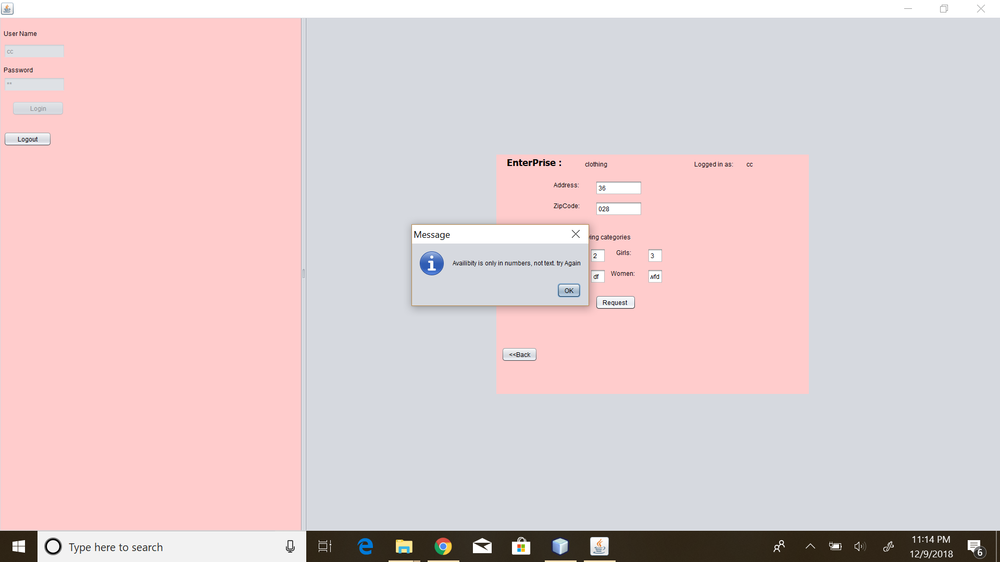 User Name
cc
Password
**
Login
Logout
EnterPrise :
clothing
Logged in as:
cc
Address:
36
ZipCode:
028
ving categories
2
Girls:
3
df
Women:
wfd
Request
<<Back
Message
Availibity is only in numbers, not text. try Again
OK
Type here to search
11:14 PM
12/9/2018
6